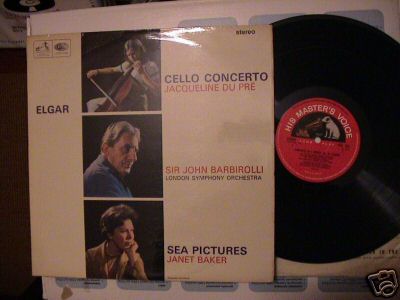 stereo
ELGAR
CELLO CONCERTO
JACQUELINE DU PRÉ
SIR JOHN BARBIROLLI
LONDON SYMPHONY ORCHESTRA
SEA PICTURES
JANET BAKER
HIS MASTER'S VOICE